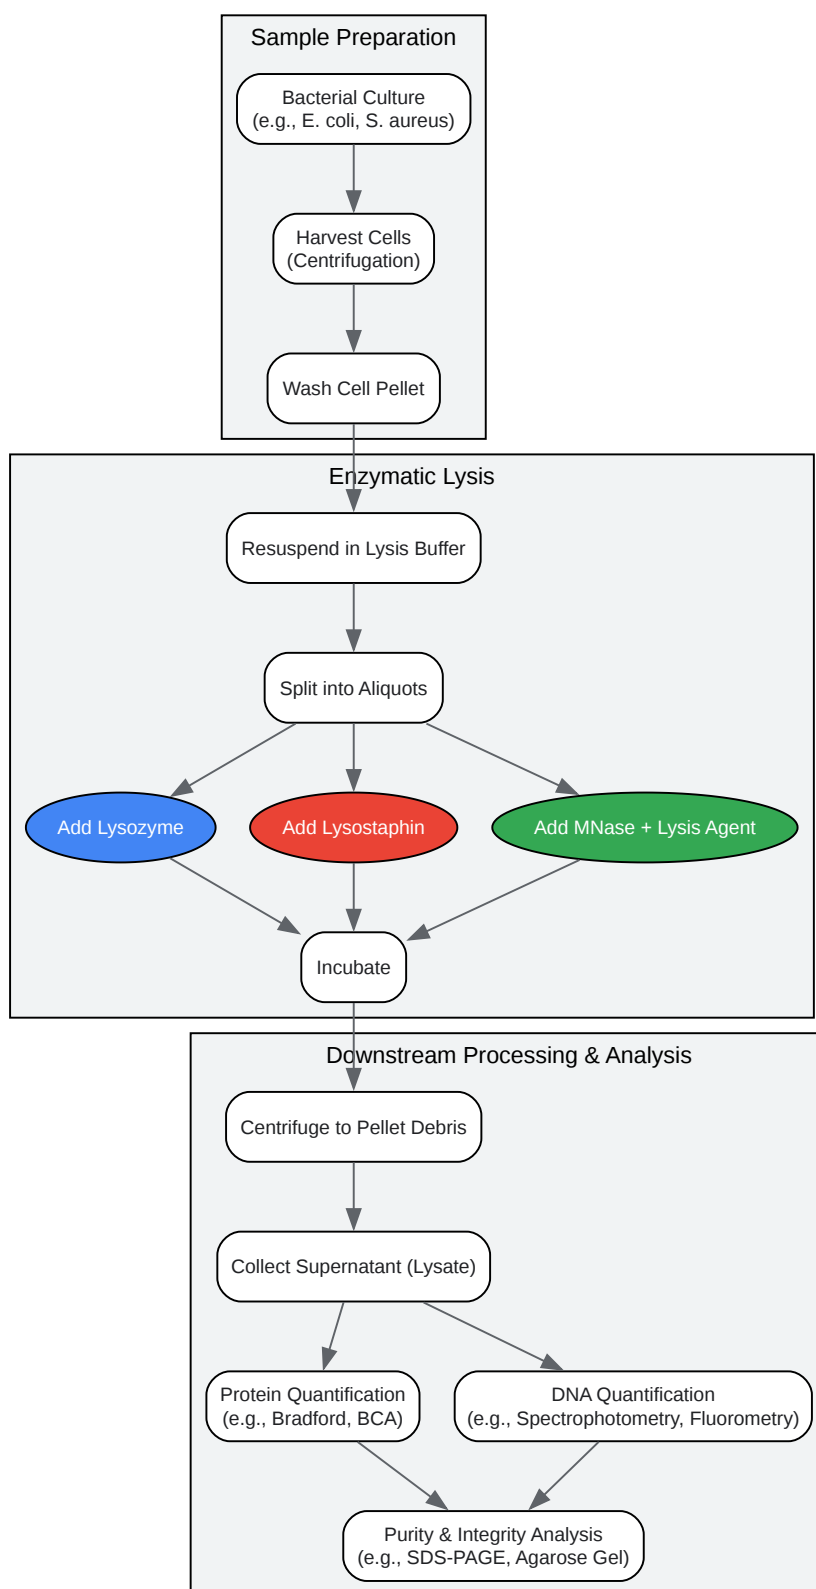 Sample Preparation
Bacterial Culture
(e.g., E. coli, S. aureus)
Harvest Cells
(Centrifugation)
Wash Cell Pellet
Enzymatic Lysis
Resuspend in Lysis Buffer
Split into Aliquots
Add Lysozyme
Add Lysostaphin
Add MNase + Lysis Agent
Incubate
Downstream Processing & Analysis
Centrifuge to Pellet Debris
Collect Supernatant (Lysate)
Protein Quantification
(e.g., Bradford, BCA)
DNA Quantification
(e.g., Spectrophotometry, Fluorometry)
Purity & Integrity Analysis
(e.g., SDS-PAGE, Agarose Gel)